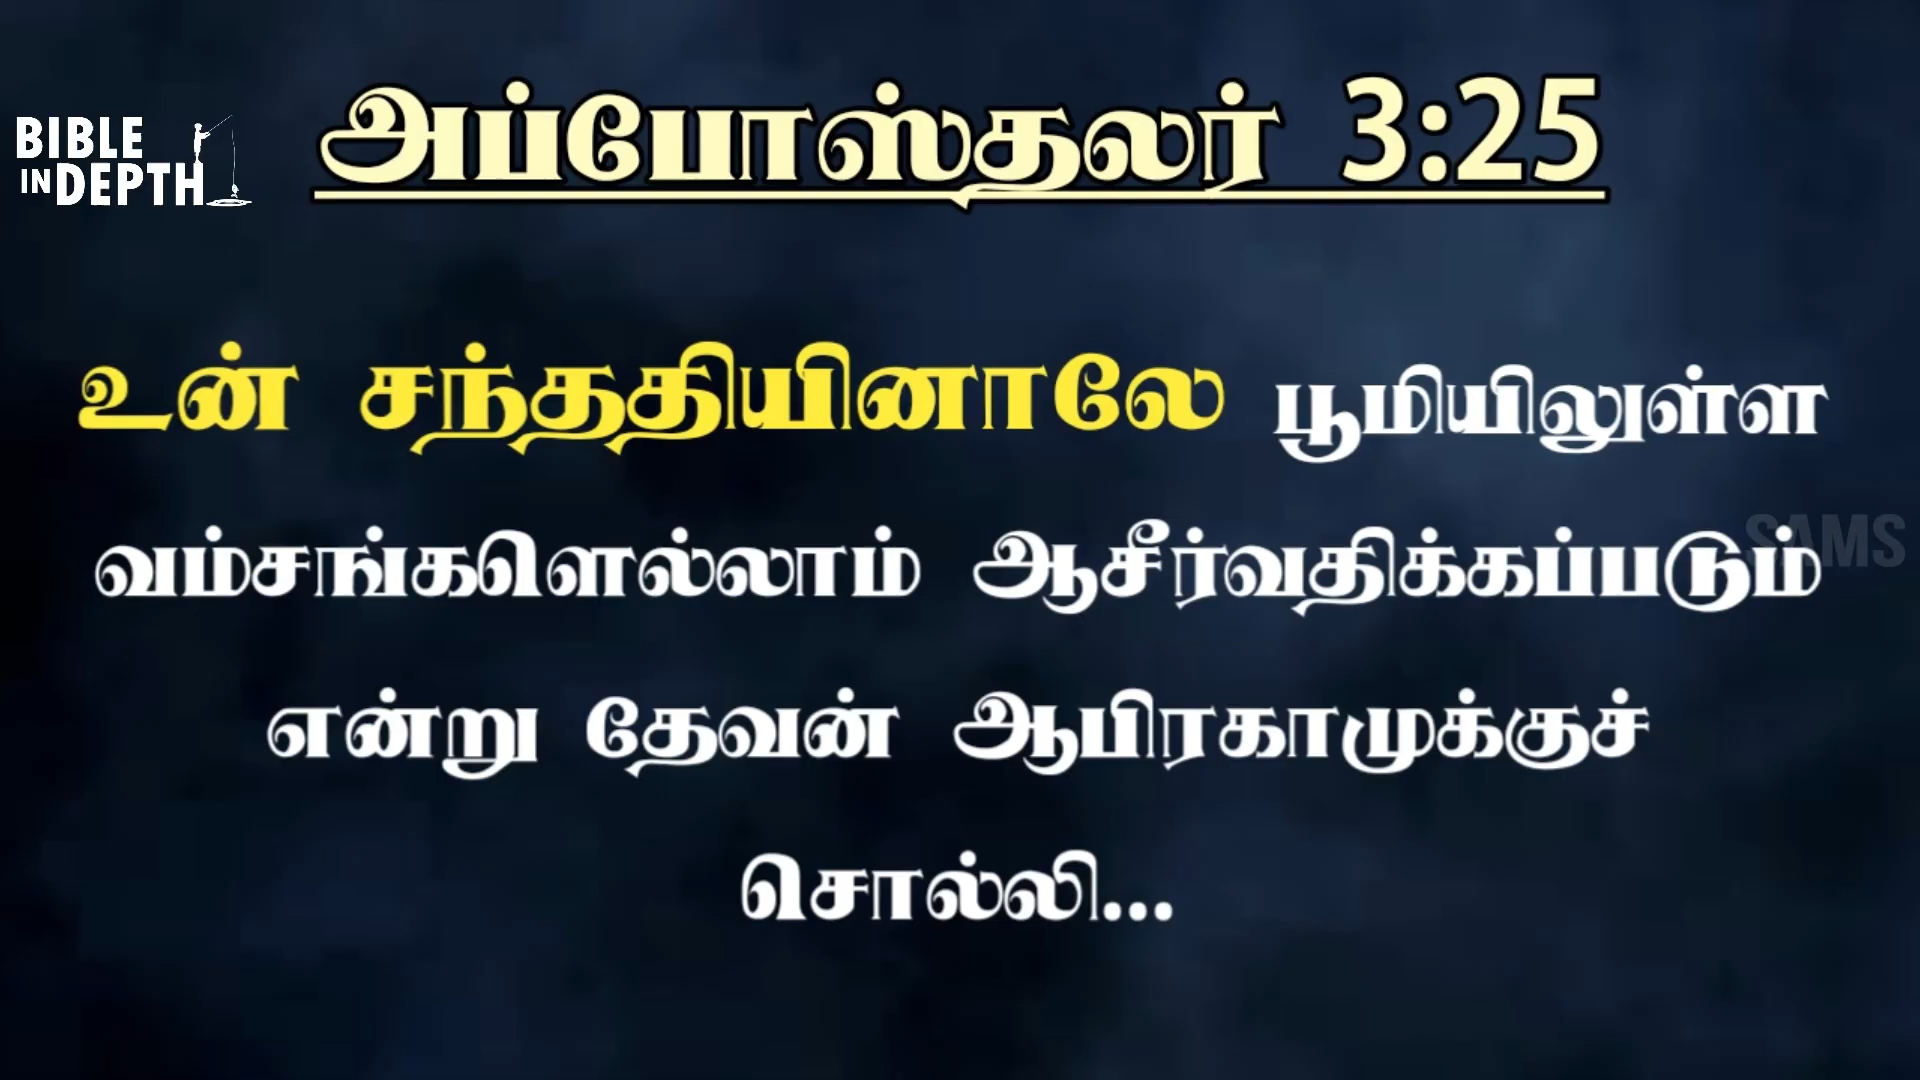 அப்போஸ்தலர் 3:25
BIBLE
IN DEPTH
உன் சந்ததியினாலே பூமியிலுள்ள
வம்சங்களெல்லாம் ஆசீர்வதிக்கப்படும்
SAMS
என்று தேவன் ஆபிரகாமுக்குச்
சொல்லி...